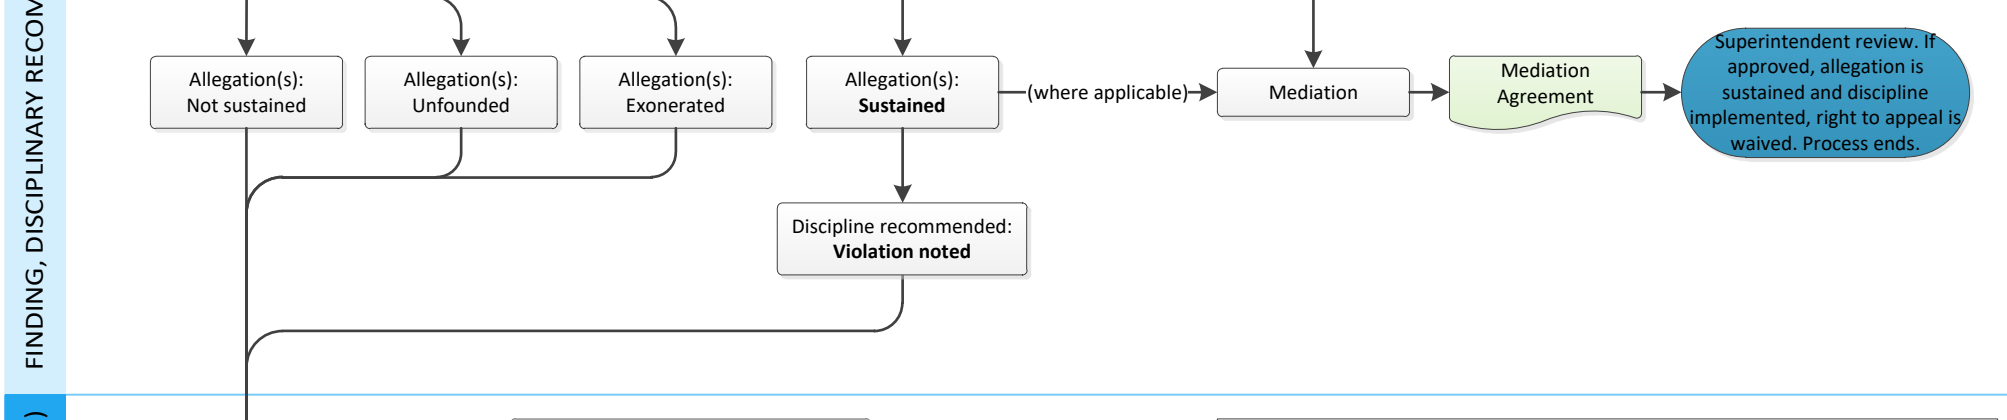 FINDING, DISCIPLINARY RECOM
Allegation(s):
Not sustained
Allegation(s):
Unfounded
Allegation(s):
Exonerated
Allegation(s):
Sustained
(where applicable)
Mediation
Mediation
Agreement
Superintendent review. If
approved, allegation is
sustained and discipline
implemented, right to appeal is
waived. Process ends.
Discipline recommended:
Violation noted
)